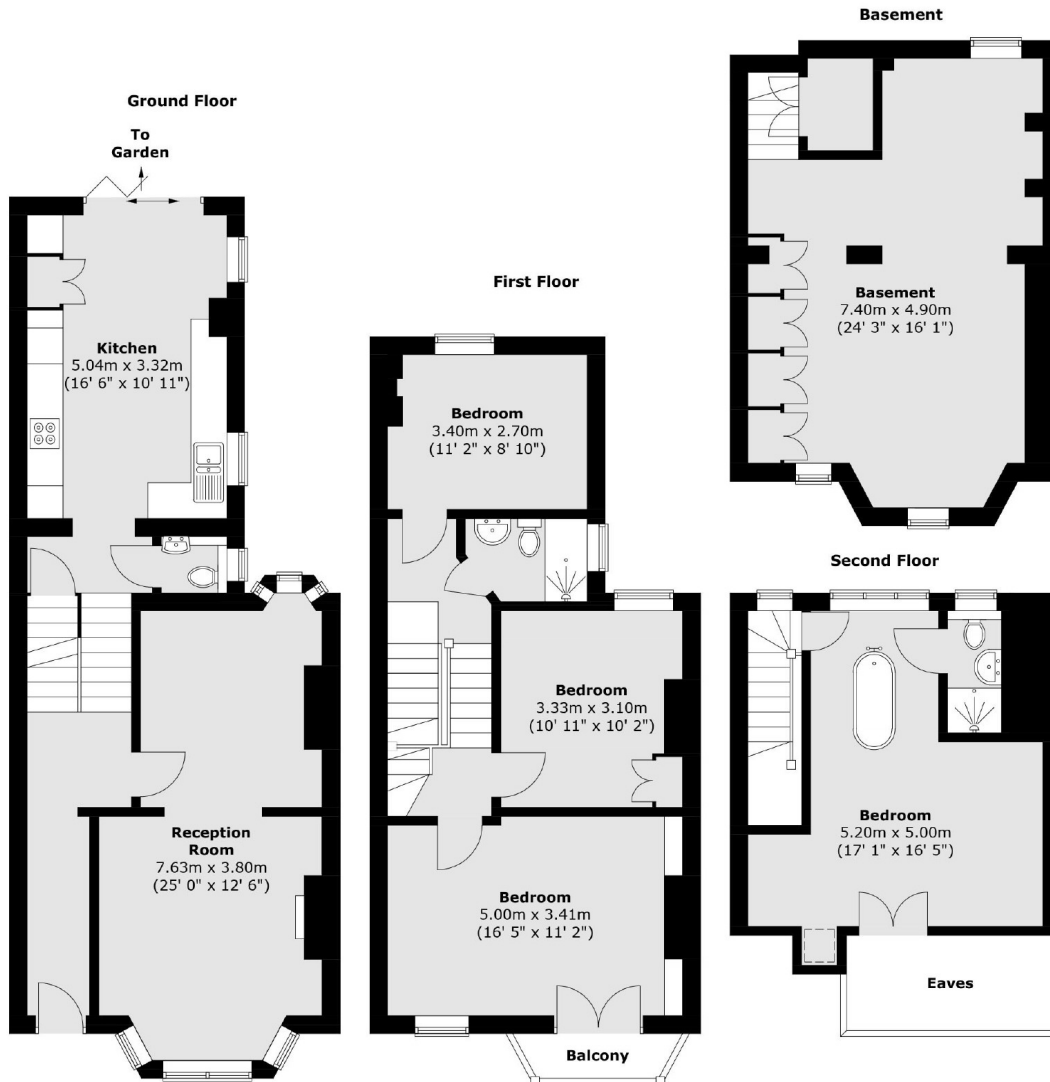 Basement
Ground Floor
To
Garden
Kitchen
5.04m x 3.32m
(16' 6" x 10' 11")
Reception
Room
7.63m x 3.80m
(25' 0" x 12' 6")
First Floor
Bedroom
3.40m x 2.70m
(11' 2" x 8' 10")
Bedroom
3.33m x 3.10m
(10' 11" x 10' 2")
Bedroom
5.00m x 3.41m
(16' 5" x 11' 2")
Balcony
Basement
7.40m x 4.90m
(24' 3" x 16' 1")
Second Floor
Bedroom
5.20m x 5.00m
(17' 1" x 16' 5")
Eaves